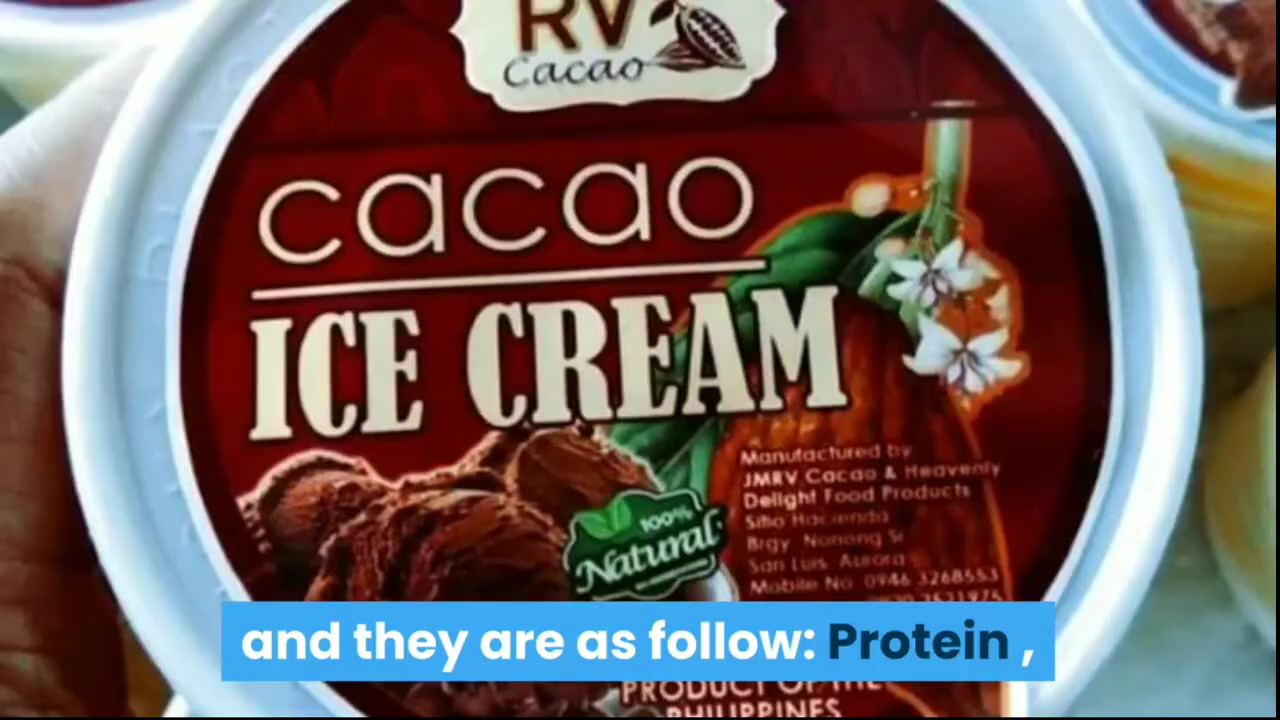 RV
Cacao
cacao
ICE CREAM
Manufactured by
JMRV Cacao & Heavenly
Delight Food Products
Sitio Hacienda
Brgy. Nonong Sr
San Luis, Aurora
Mobile No. 0946 3268553
100%
Natural
and they are as follow: Protein ,
PRODUCT OF THE
PHILIPPINES